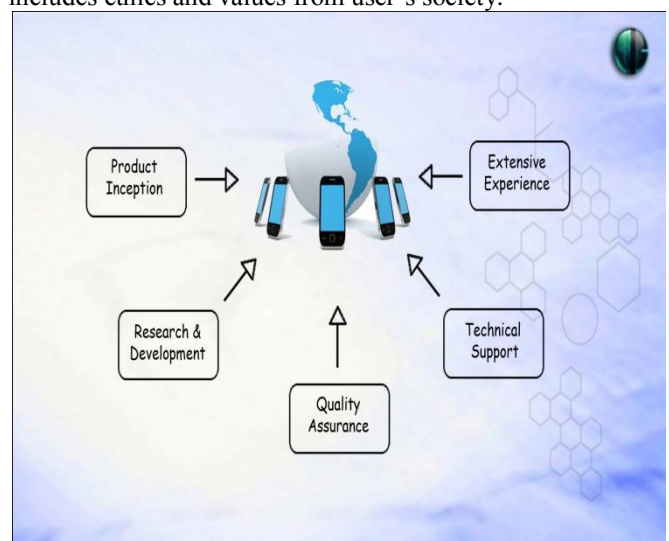 includes ethics and values from user's society.
Product
Inception
Extensive
Experience
Research &
Development
Technical
Support
Quality
Assurance